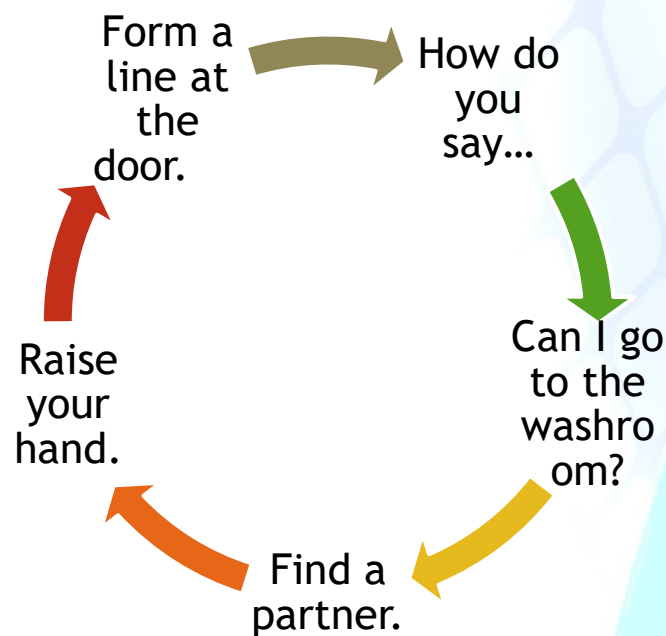 Form a
line at
the
door.
How do
you
say...
Can I go
to the
washro
om?
Find a
partner.
Raise
your
hand.